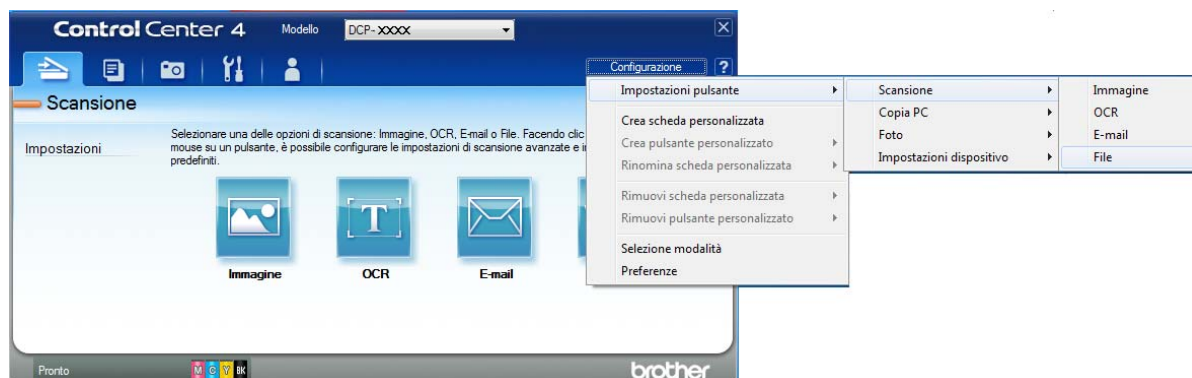 Control Center 4 Modello DCP-XXXX
Configurazione ?
Scansione
Impostazioni
Selezionare una delle opzioni di scansione: Immagine, OCR, E-mail o File. Facendo clic
mouse su un pulsante, è possibile configurare le impostazioni di scansione avanzate e
predefiniti.
T
Immagine OCR E-mail
Impostazioni pulsante
Crea scheda personalizzata
Crea pulsante personalizzato
Rinomina scheda personalizzata
Rimuovi scheda personalizzata
Rimuovi pulsante personalizzato
Selezione modalità
Preferenze
Scansione
Copia PC
Foto
Impostazioni dispositivo
Immagine
OCR
E-mail
File
Pronto M C Y BK brother